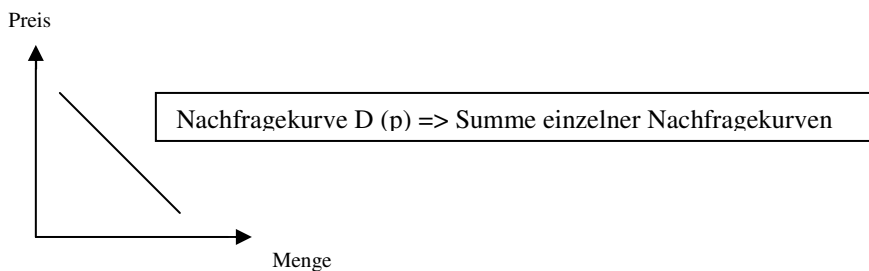 Preis
Nachfragekurve D (p) => Summe einzelner Nachfragekurven
Menge